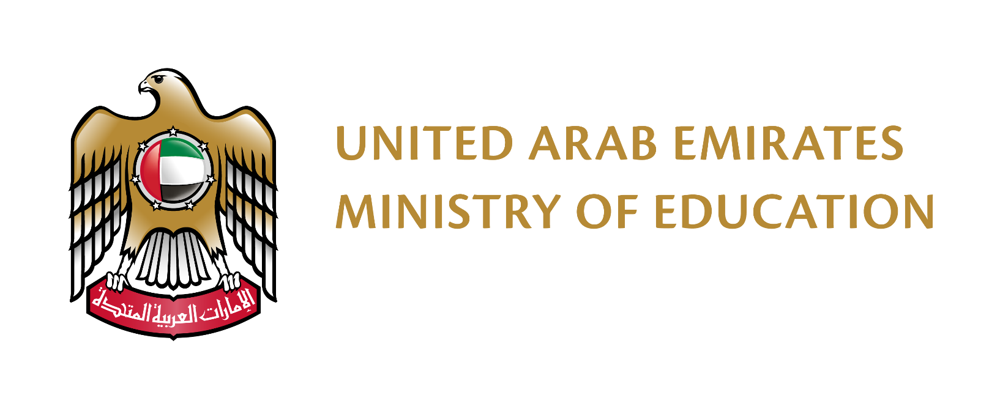 UNITED ARAB EMIRATES
MINISTRY OF EDUCATION
الإمارات العربية المتحدة